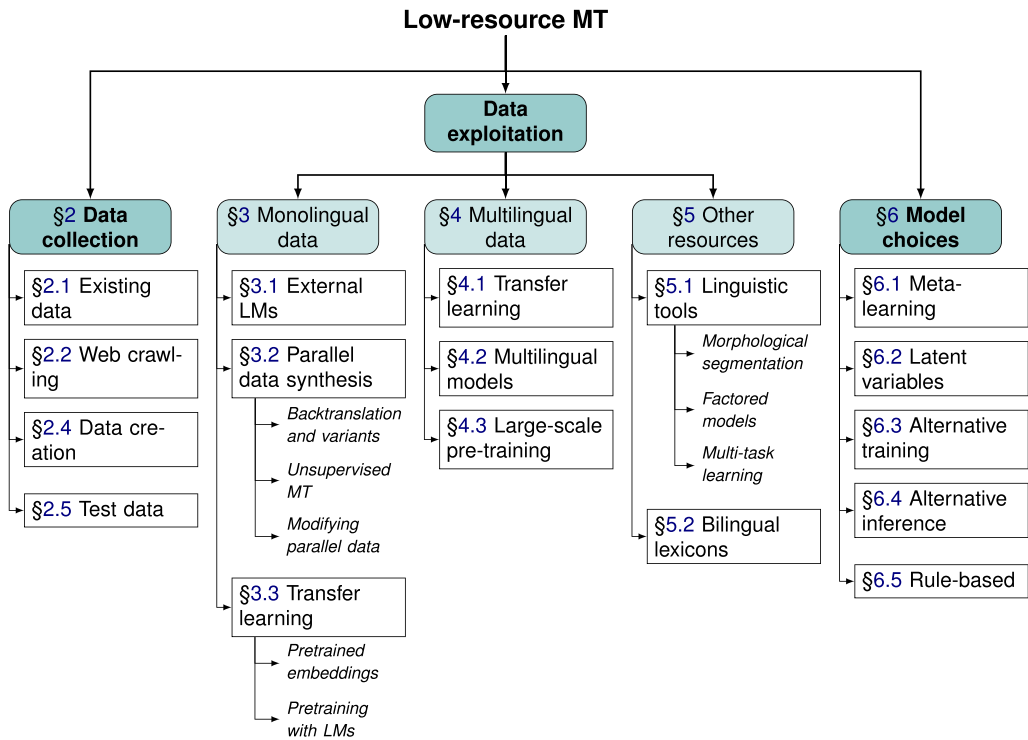 Low-resource MT
Data
exploitation
§2 Data
collection
§2.1 Existing
data
§2.2 Web crawl-
ing
§2.4 Data cre-
ation
§2.5 Test data
§3 Monolingual
data
§3.1 External
LMs
§3.2 Parallel
data synthesis
Backtranslation
and variants
Unsupervised
MT
Modifying
parallel data
§3.3 Transfer
learning
Pretrained
embeddings
Pretraining
with LMs
§4 Multilingual
data
§4.1 Transfer
learning
§4.2 Multilingual
models
§4.3 Large-scale
pre-training
§5 Other
resources
§5.1 Linguistic
tools
Morphological
segmentation
Factored
models
Multi-task
learning
§5.2 Bilingual
lexicons
§6 Model
choices
§6.1 Meta-
learning
§6.2 Latent
variables
§6.3 Alternative
training
§6.4 Alternative
inference
§6.5 Rule-based